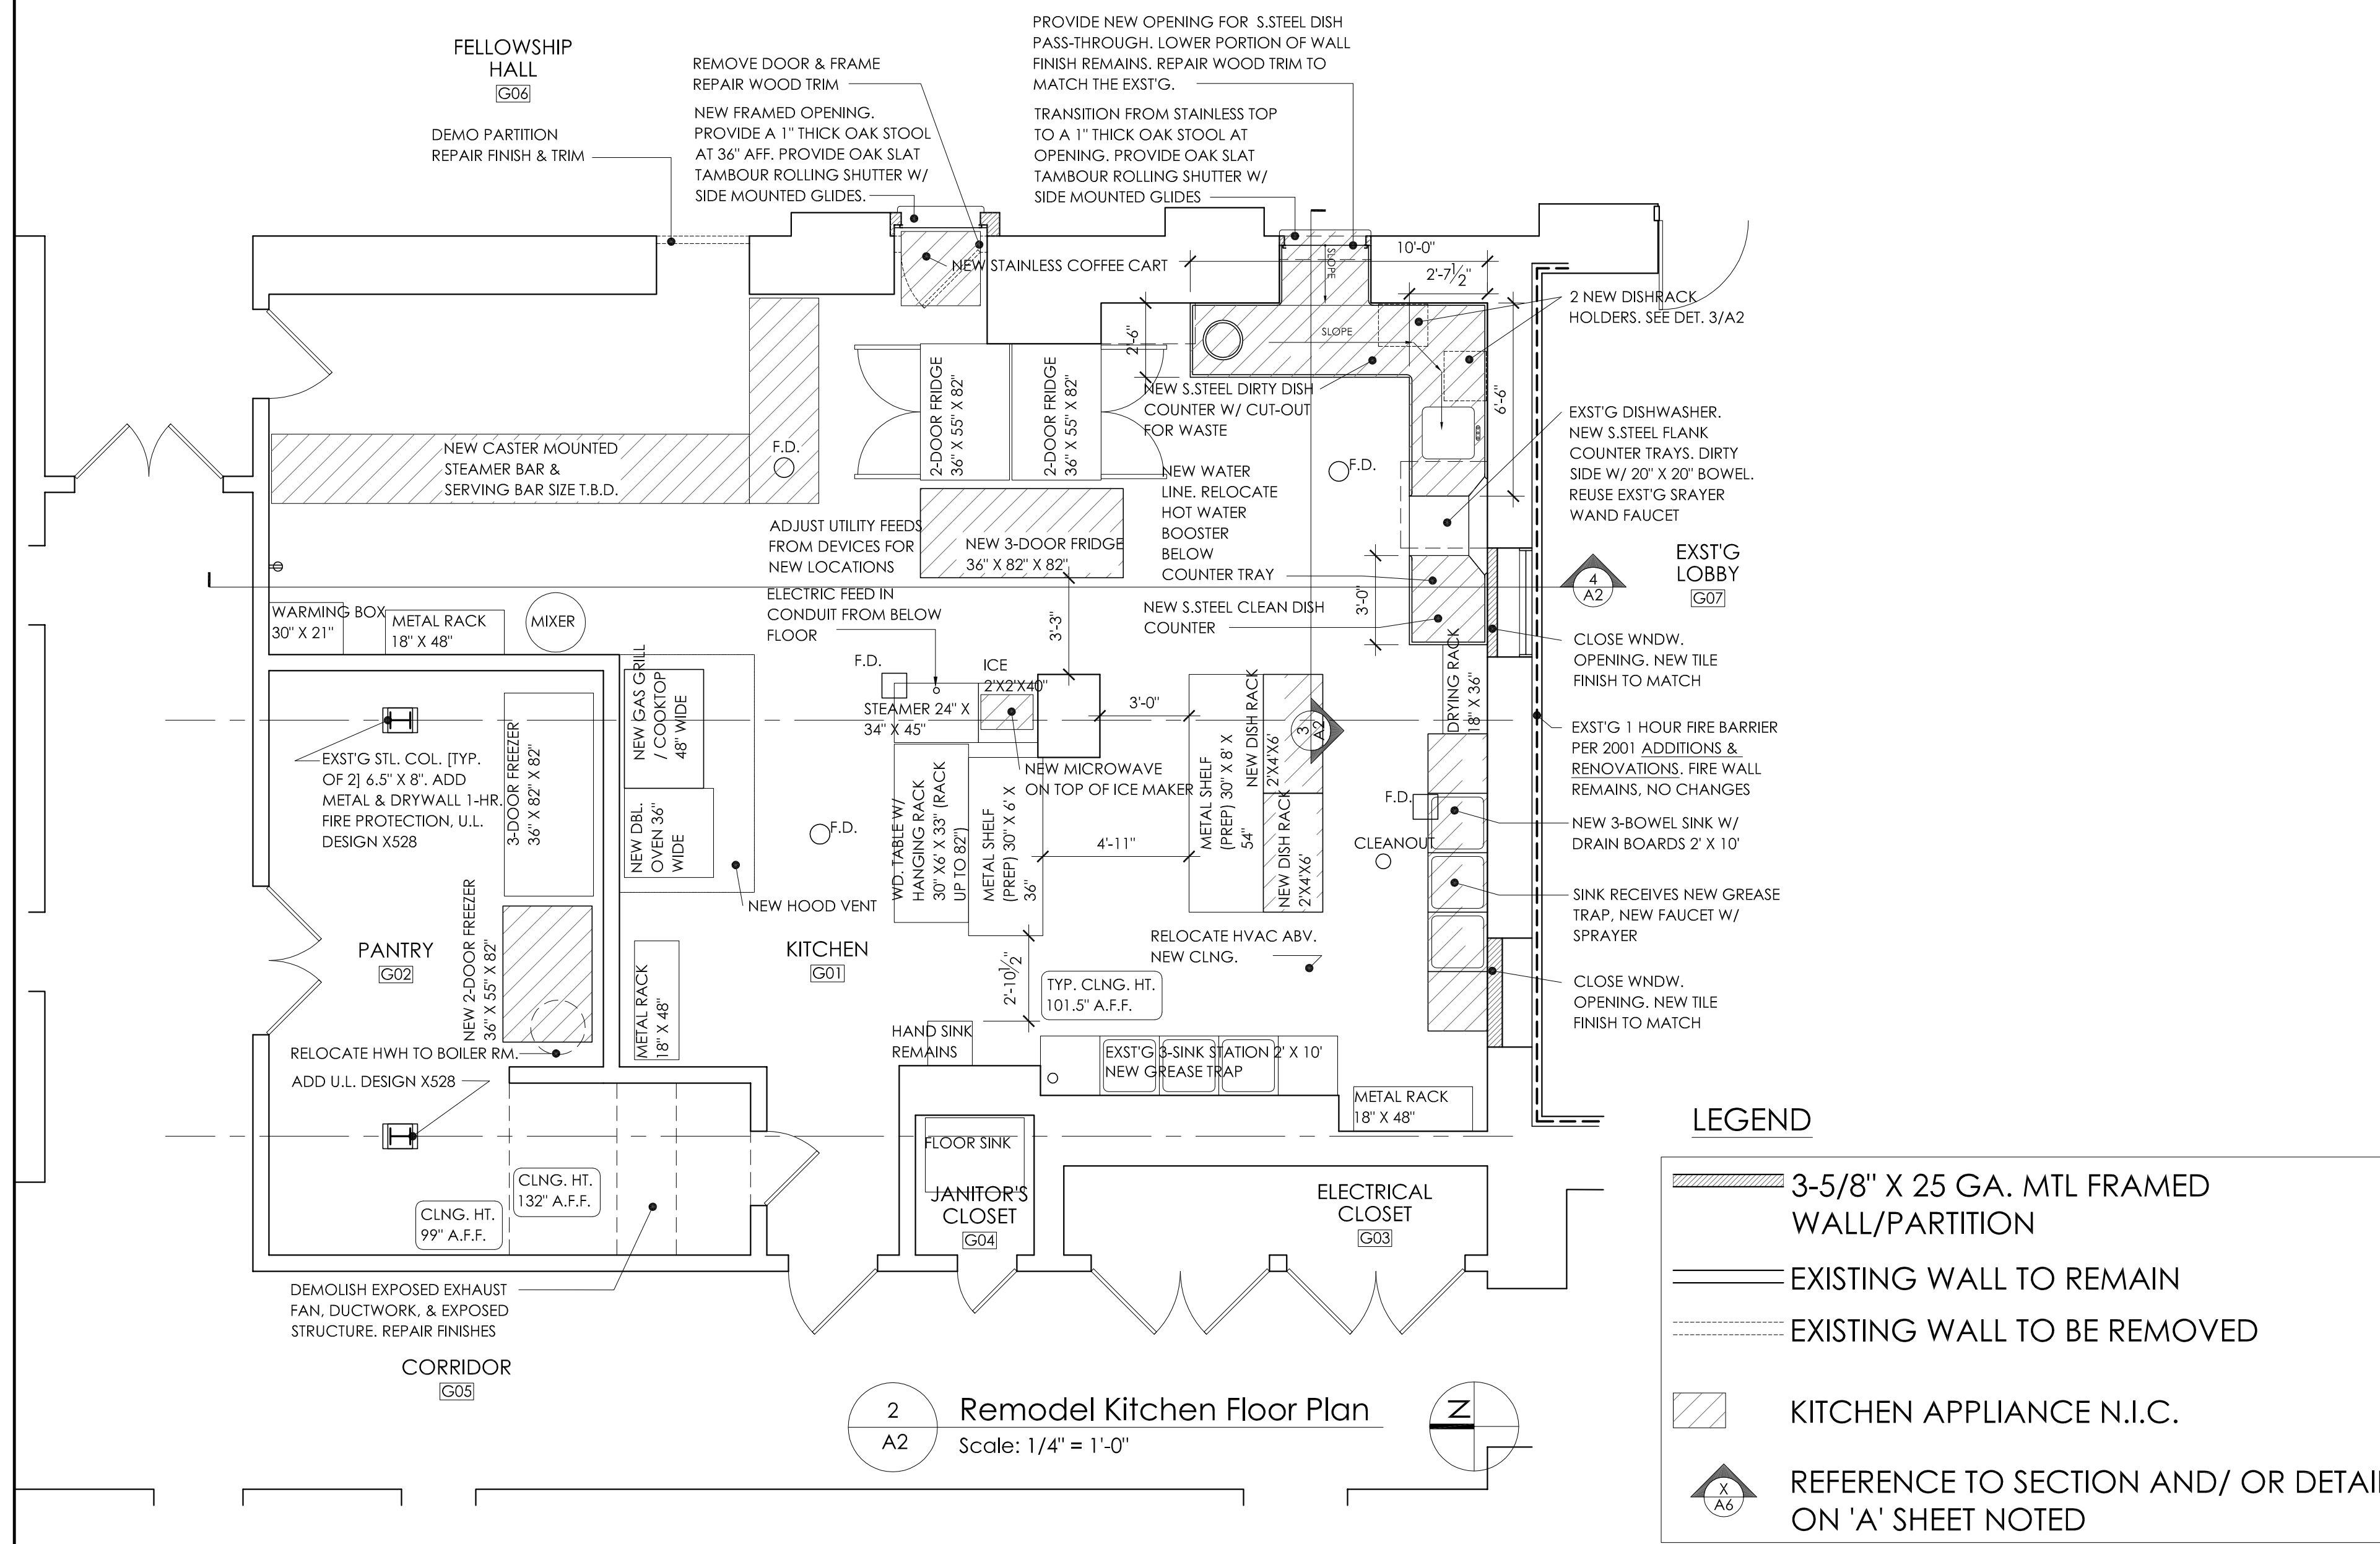 FELLOWSHIP
HALL
G06
DEMO PARTITION
REPAIR FINISH & TRIM
REMOVE DOOR & FRAME
REPAIR WOOD TRIM
NEW FRAMED OPENING.
PROVIDE A 1" THICK OAK STOOL
AT 36" AFF. PROVIDE OAK SLAT
TAMBOUR ROLLING SHUTTER W/
SIDE MOUNTED GLIDES.
PROVIDE NEW OPENING FOR S.STEEL DISH
PASS-THROUGH. LOWER PORTION OF WALL
FINISH REMAINS. REPAIR WOOD TRIM TO
MATCH THE EXST'G.
TRANSITION FROM STAINLESS TOP
TO A 1" THICK OAK STOOL AT
OPENING. PROVIDE OAK SLAT
TAMBOUR ROLLING SHUTTER W/
SIDE MOUNTED GLIDES
NEW STAINLESS COFFEE CART
SLOPE
10'-0"
2'-7 1/2"
2 NEW DISHRACK
HOLDERS. SEE DET. 3/A2
SLOPE
2'-6"
6'-6"
2-DOOR FRIDGE
36" X 55" X 82"
2-DOOR FRIDGE
36" X 55" X 82"
NEW S.STEEL DIRTY DISH
COUNTER W/ CUT-OUT
FOR WASTE
EXST'G DISHWASHER.
NEW S.STEEL FLANK
COUNTER TRAYS. DIRTY
SIDE W/ 20" X 20" BOWEL.
REUSE EXST'G SRAYER
WAND FAUCET
NEW CASTER MOUNTED
STEAMER BAR &
SERVING BAR SIZE T.B.D.
F.D.
F.D.
NEW WATER
LINE. RELOCATE
HOT WATER
BOOSTER
BELOW
COUNTER TRAY
ADJUST UTILITY FEEDS
FROM DEVICES FOR
NEW LOCATIONS
NEW 3-DOOR FRIDGE
36" X 82" X 82"
4
A2
EXST'G
LOBBY
G07
ELECTRIC FEED IN
CONDUIT FROM BELOW
FLOOR
3'-3"
NEW S.STEEL CLEAN DISH
COUNTER
3'-0"
WARMING BOX
30" X 21"
METAL RACK
18" X 48"
MIXER
CLOSE WNDW.
OPENING. NEW TILE
FINISH TO MATCH
NEW GAS GRILL
/ COOKTOP
48" WIDE
F.D.
ICE
2'X2'X40"
STEAMER 24" X
34" X 45"
3'-0"
NEW DISH RACK
2'X4'X6'
3
A2
DRYING RACK
18" X 36"
3-DOOR FREEZER
36" X 82" X 82"
EXST'G STL. COL. [TYP.
OF 2] 6.5" X 8". ADD
METAL & DRYWALL 1-HR.
FIRE PROTECTION, U.L.
DESIGN X528
EXST'G 1 HOUR FIRE BARRIER
PER 2001 ADDITIONS &
RENOVATIONS. FIRE WALL
REMAINS, NO CHANGES
NEW MICROWAVE
ON TOP OF ICE MAKER
METAL SHELF
(PREP) 30" X 8' X
54"
NEW DISH RACK
2'X4'X6'
NEW DBL.
OVEN 36"
WIDE
F.D.
WD. TABLE W/
HANGING RACK
30" X6' X 33" (RACK
UP TO 82")
METAL SHELF
(PREP) 30" X 6' X
36"
4'-11"
F.D.
CLEANOUT
NEW 3-BOWEL SINK W/
DRAIN BOARDS 2' X 10'
SINK RECEIVES NEW GREASE
TRAP, NEW FAUCET W/
SPRAYER
NEW HOOD VENT
NEW 2-DOOR FREEZER
36" X 55" X 82"
PANTRY
G02
KITCHEN
G01
RELOCATE HVAC ABV.
NEW CLNG.
2'-10 1/2"
TYP. CLNG. HT.
101.5" A.F.F.
METAL RACK
18" X 48"
CLOSE WNDW.
OPENING. NEW TILE
FINISH TO MATCH
RELOCATE HWH TO BOILER RM.
ADD U.L. DESIGN X528
HAND SINK
REMAINS
EXST'G 3-SINK STATION 2' X 10'
NEW GREASE TRAP
METAL RACK
18" X 48"
FLOOR SINK
CLNG. HT.
132" A.F.F.
CLNG. HT.
99" A.F.F.
JANITOR'S
CLOSET
G04
ELECTRICAL
CLOSET
G03
DEMOLISH EXPOSED EXHAUST
FAN, DUCTWORK, & EXPOSED
STRUCTURE. REPAIR FINISHES
CORRIDOR
G05
2
A2
Remodel Kitchen Floor Plan
Scale: 1/4" = 1'-0"
N
LEGEND
3-5/8" X 25 GA. MTL FRAMED
WALL/PARTITION
EXISTING WALL TO REMAIN
EXISTING WALL TO BE REMOVED
KITCHEN APPLIANCE N.I.C.
X
A6
REFERENCE TO SECTION AND/ OR DETAIL
ON 'A' SHEET NOTED